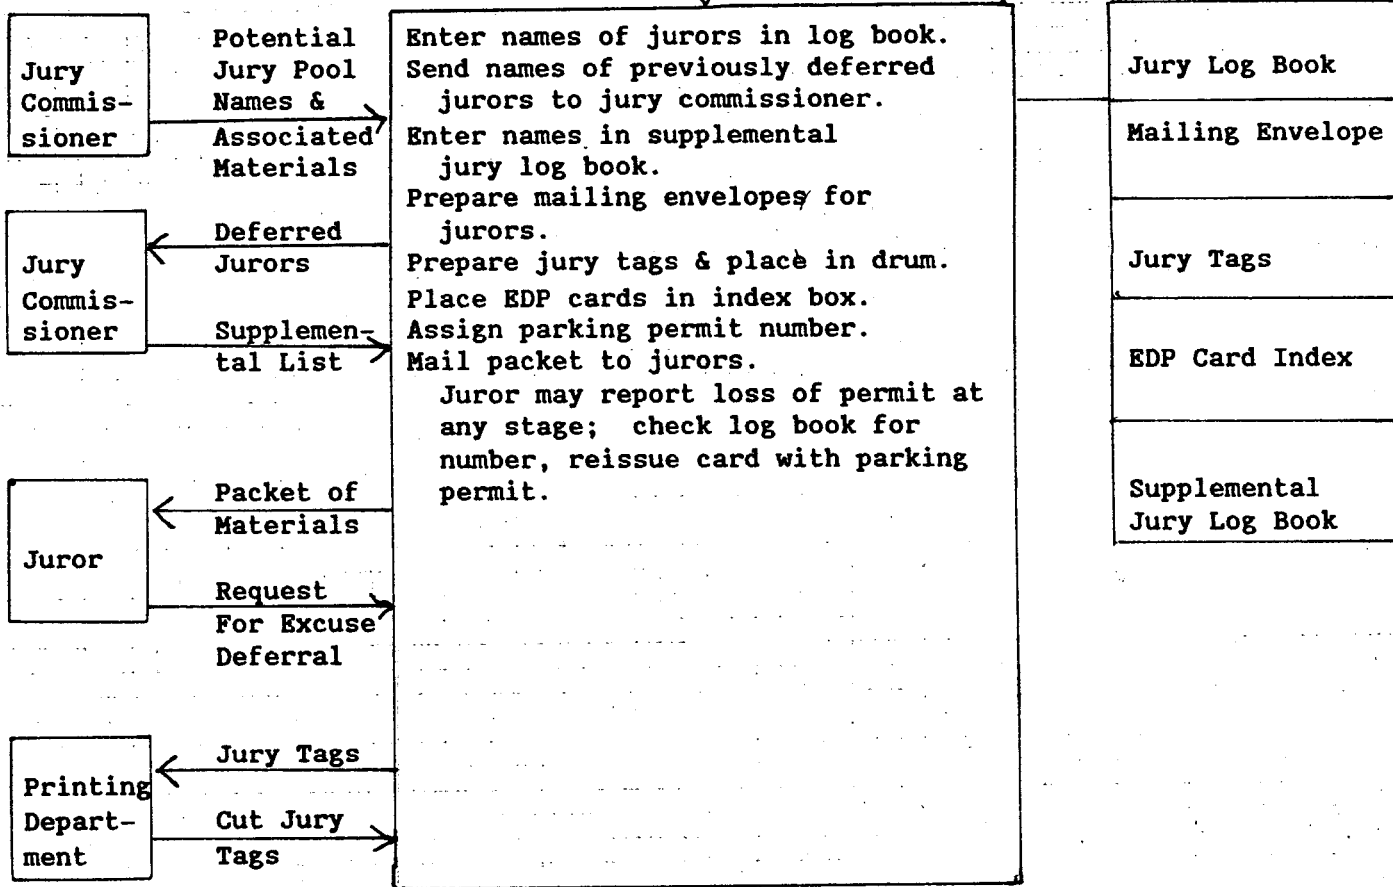 Jury
Commis-
sioner
Potential
Jury Pool
Names &
Associated
Materials
Jury
Commis-
sioner
Deferred
Jurors
Supplemen-
tal List
Juror
Packet of
Materials
Request
For Excuse
Deferral
Printing
Depart-
ment
Jury Tags
Cut Jury
Tags
Enter names of jurors in log book.
Send names of previously deferred
jurors to jury commissioner.
Enter names in supplemental
jury log book.
Prepare mailing envelopes for
jurors.
Prepare jury tags & place in drum.
Place EDP cards in index box.
Assign parking permit number.
Mail packet to jurors.
Juror may report loss of permit at
any stage; check log book for
number, reissue card with parking
permit.
Jury Log Book
Mailing Envelope
Jury Tags
EDP Card Index
Supplemental
Jury Log Book